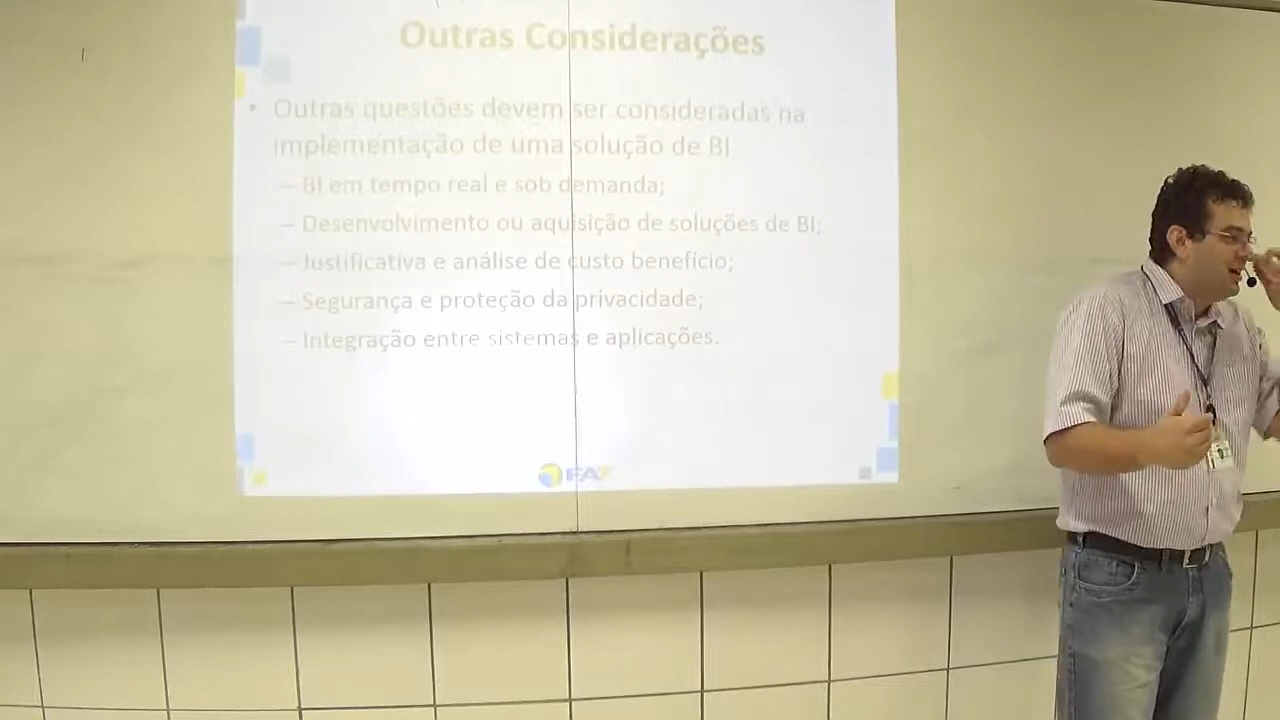 Outras Considerações
• Outras questões devem ser consideradas na
implementação de uma solução de BI
– BI em tempo real e sob demanda;
– Desenvolvimento ou aquisição de soluções de BI;
– Justificativa e análise de custo benefício;
– Segurança e proteção da privacidade;
– Integração entre sistemas e aplicações.
FA7